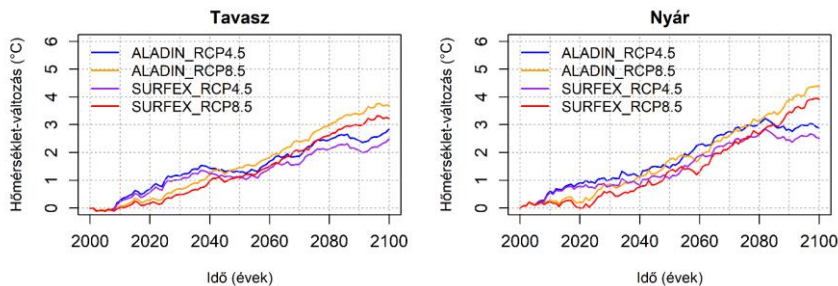 Tavasz
Hőmérséklet-változás (°C)
6
5
4
3
2
1
0
ALADIN_RCP4.5
ALADIN_RCP8.5
SURFEX_RCP4.5
SURFEX_RCP8.5
2000
2020
2040
2060
2080
2100
Idő (évek)
Nyár
Hőmérséklet-változás (°C)
6
5
4
3
2
1
0
ALADIN_RCP4.5
ALADIN_RCP8.5
SURFEX_RCP4.5
SURFEX_RCP8.5
2000
2020
2040
2060
2080
2100
Idő (évek)